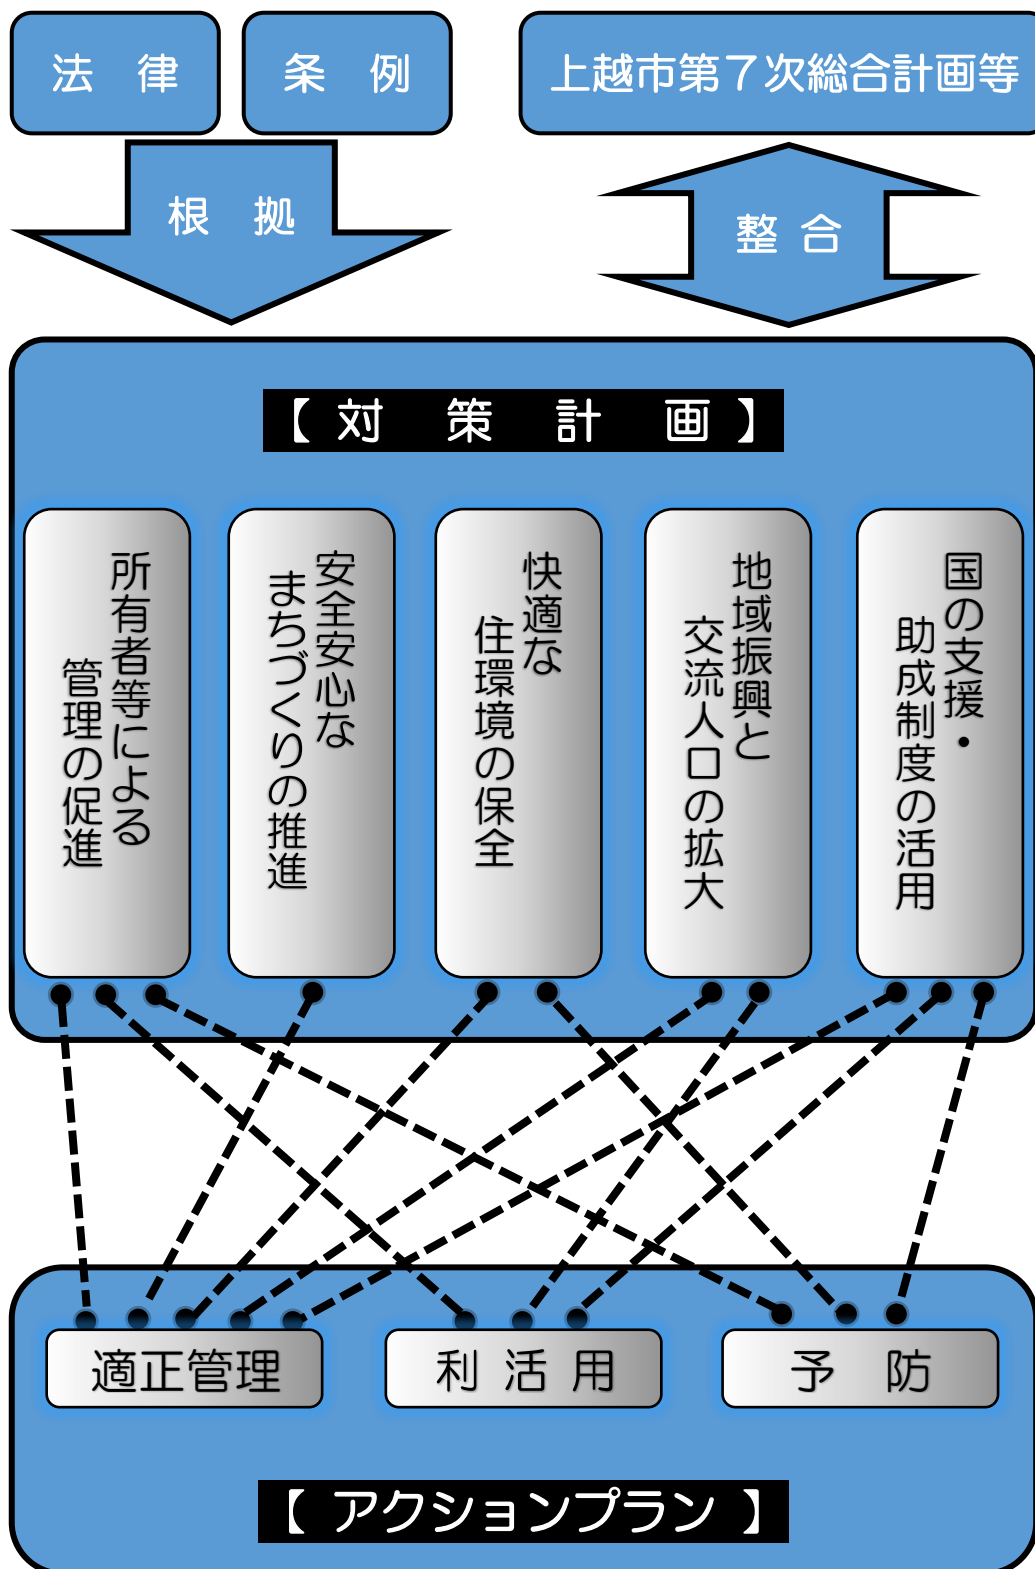 法　律
条　例
上越市第７次総合計画等
根　拠
整 合
【 対　策　計　画 】
所有者等による
管理の促進
安全安心な
まちづくりの推進
快適な
住環境の保全
地域振興と
交流人口の拡大
国の支援・
助成制度の活用
適正管理
利 活 用
予　防
【 アクションプラン 】